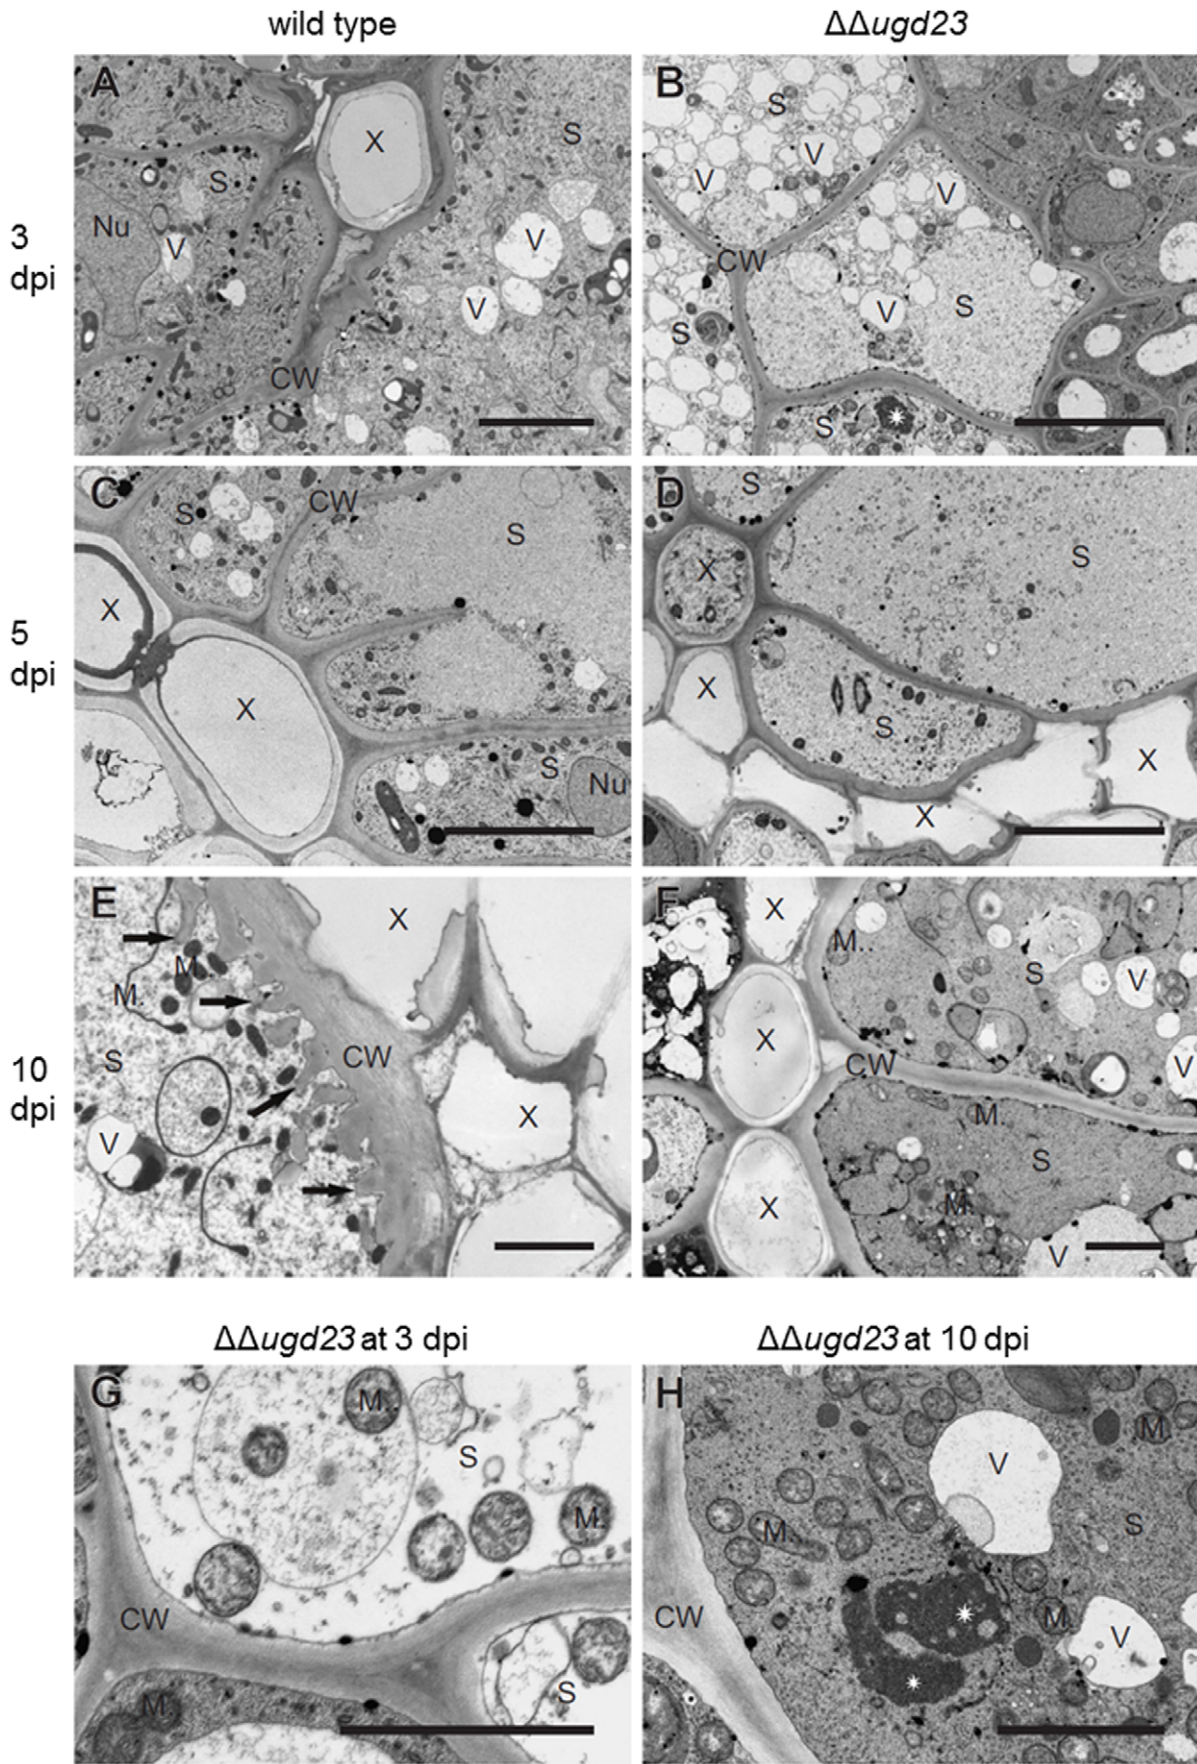 wild type
ΔΔugd23
3
dpi
A
X
S
S
Nu
V
V
V
CW
B
S
V
V
V
CW
V
S
S
S
5
dpi
C
S
CW
S
X
X
S
Nu
D
S
X
S
X
S
X
X
10
dpi
E
X
M.
M.
S
CW
X
V
F
X
M..
S
V
X
CW
V
M.
S
X
M.
V
ΔΔugd23 at 3 dpi
ΔΔugd23 at 10 dpi
G
M..
S
M.
CW
S
M.
H
M.
V
M.
S
CW
M.
V